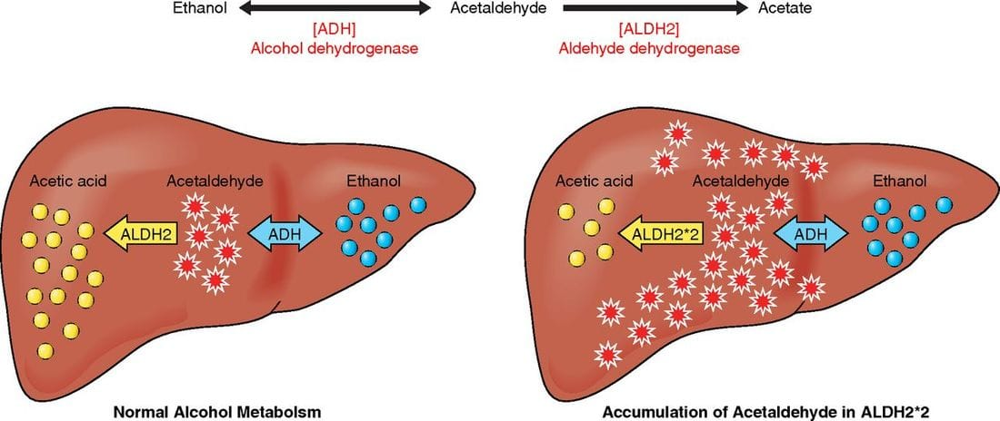 Ethanol Acetaldehyde Acetate
[ADH] [ALDH2]
Alcohol dehydrogenase Aldehyde dehydrogenase
Acetic acid Acetaldehyde Ethanol
ALDH2 ADH
Normal Alcohol Metabolsm
Acetic acid Acetaldehyde Ethanol
ALDH2*2 ADH
Accumulation of Acetaldehyde in ALDH2*2